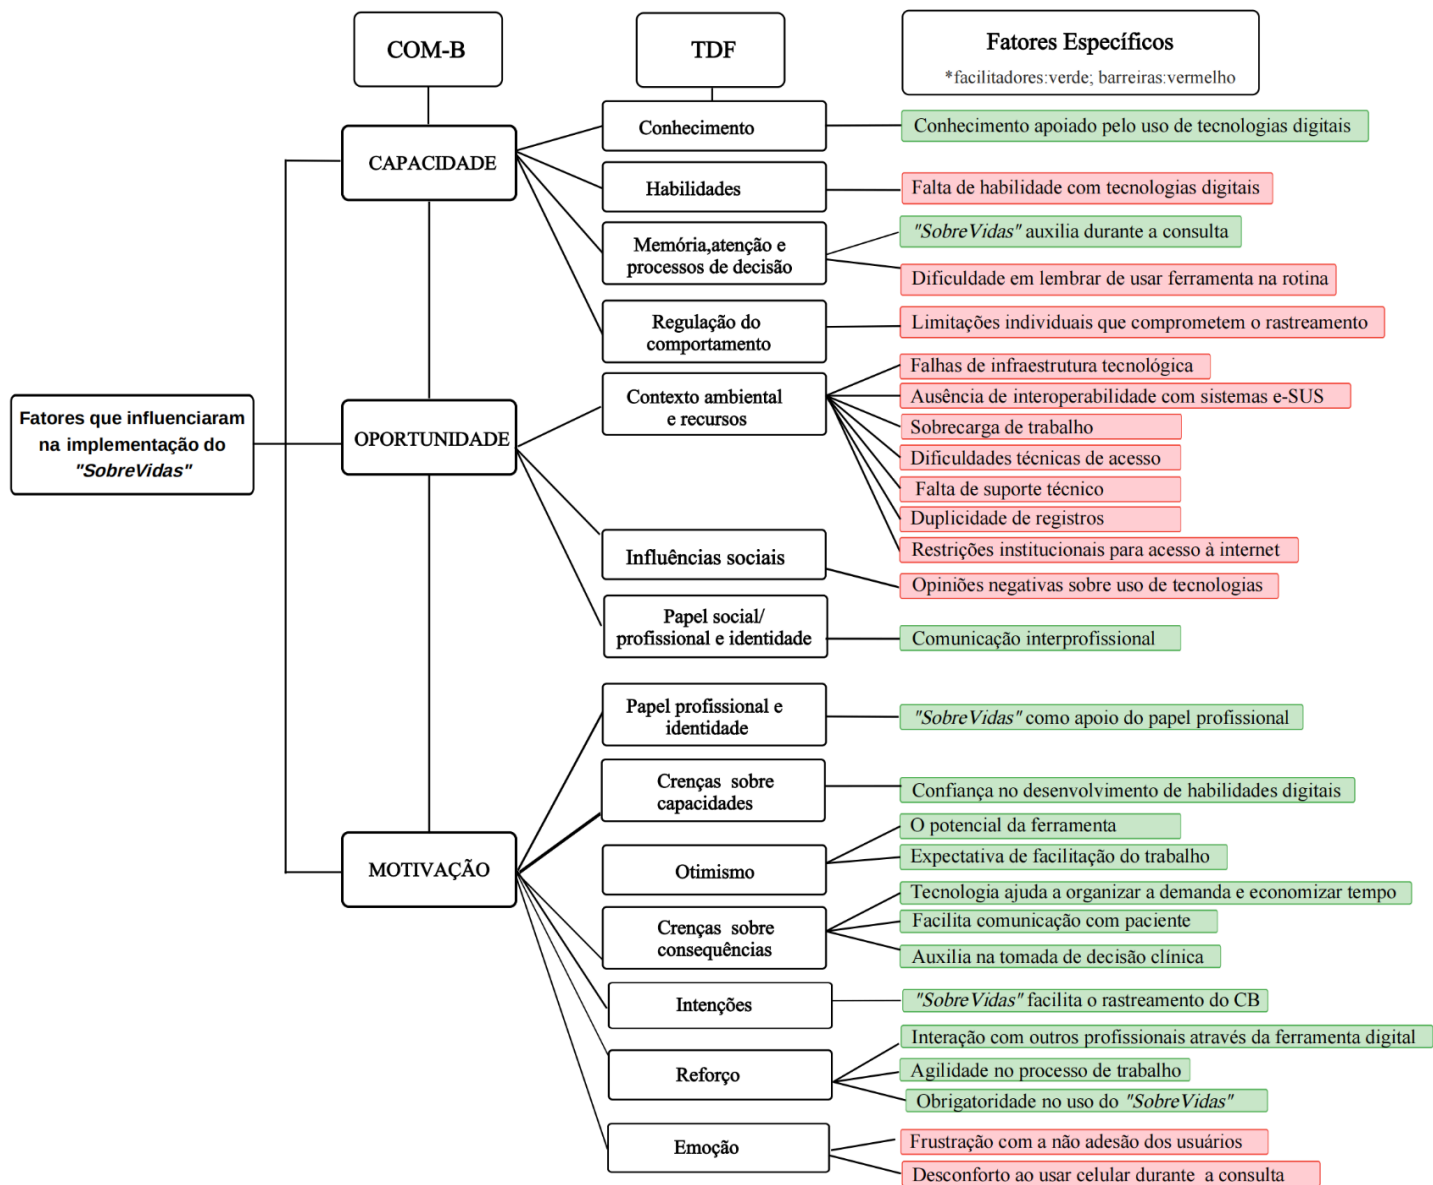 COM-B
TDF
Fatores Específicos
*facilitadores:verde; barreiras:vermelho
Fatores que influenciaram
na implementação do
"SobreVidas"
CAPACIDADE
Conhecimento
Conhecimento apoiado pelo uso de tecnologias digitais
Habilidades
Falta de habilidade com tecnologias digitais
Memória,atenção e
processos de decisão
"SobreVidas" auxilia durante a consulta
Dificuldade em lembrar de usar ferramenta na rotina
Regulação do
comportamento
Limitações individuais que comprometem o rastreamento
OPORTUNIDADE
Contexto ambiental
e recursos
Falhas de infraestrutura tecnológica
Ausência de interoperabilidade com sistemas e-SUS
Sobrecarga de trabalho
Dificuldades técnicas de acesso
Falta de suporte técnico
Duplicidade de registros
Restrições institucionais para acesso à internet
Influências sociais
Opiniões negativas sobre uso de tecnologias
Papel social/
profissional e identidade
Comunicação interprofissional
MOTIVAÇÃO
Papel profissional e
identidade
"SobreVidas" como apoio do papel profissional
Crenças sobre
capacidades
Confiança no desenvolvimento de habilidades digitais
Otimismo
O potencial da ferramenta
Expectativa de facilitação do trabalho
Crenças sobre
consequências
Tecnologia ajuda a organizar a demanda e economizar tempo
Facilita comunicação com paciente
Auxilia na tomada de decisão clínica
Intenções
"SobreVidas" facilita o rastreamento do CB
Reforço
Interação com outros profissionais através da ferramenta digital
Agilidade no processo de trabalho
Obrigatoridade no uso do "SobreVidas"
Emoção
Frustração com a não adesão dos usuários
Desconforto ao usar celular durante a consulta